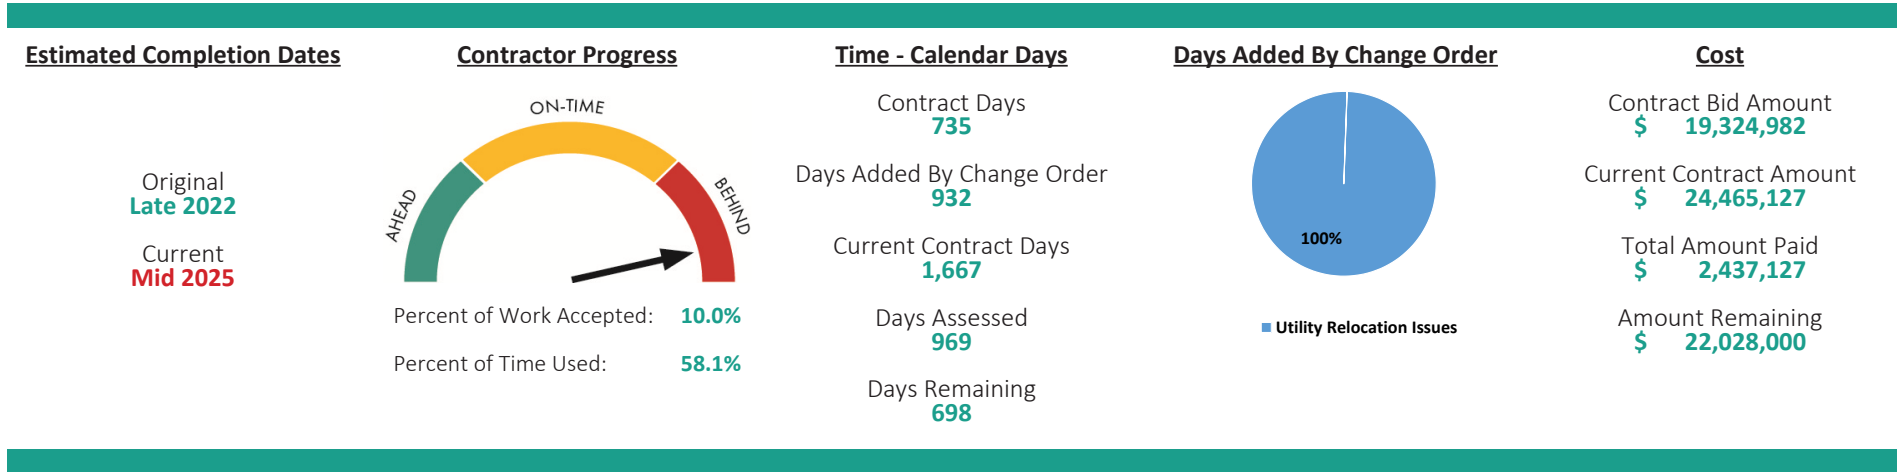 Estimated Completion Dates
Original
Late 2022
Current
Mid 2025
Contractor Progress
ON-TIME
AHEAD
BEHIND
Percent of Work Accepted: 10.0%
Percent of Time Used: 58.1%
Time - Calendar Days
Contract Days
735
Days Added By Change Order
932
Current Contract Days
1,667
Days Assessed
969
Days Remaining
698
Days Added By Change Order
100%
Utility Relocation Issues
Cost
Contract Bid Amount
$ 19,324,982
Current Contract Amount
$ 24,465,127
Total Amount Paid
$ 2,437,127
Amount Remaining
$ 22,028,000